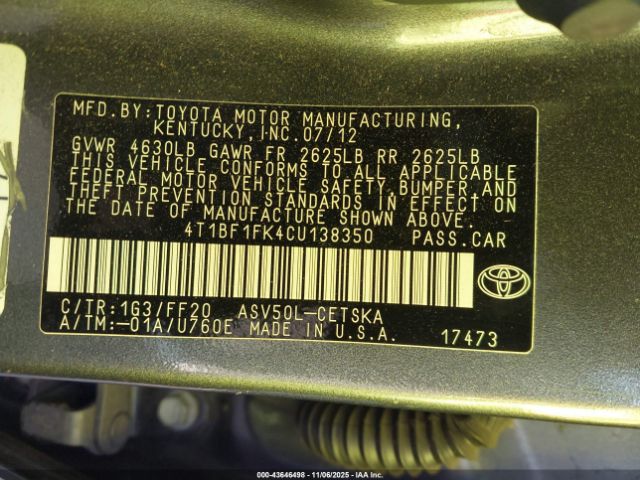 MFD. BY: TOYOTA MOTOR MANUFACTURING,
KENTUCKY, INC. 07/12
GVWR 4630LB GAWR FR 2625LB RR 2625LB
THIS VEHICLE CONFORMS TO ALL APPLICABLE
FEDERAL MOTOR VEHICLE SAFETY, BUMPER, AND
THEFT PREVENTION STANDARDS IN EFFECT ON
THE DATE OF MANUFACTURE SHOWN ABOVE.
4T1BF1FK4CU138350 PASS.CAR
C/TR:1G3/FF20 ASV50L-CETSKA
A/TM:-01A/U760E MADE IN U.S.A.
17473
000-43646498 - 11/06/2025 - IAA Inc.